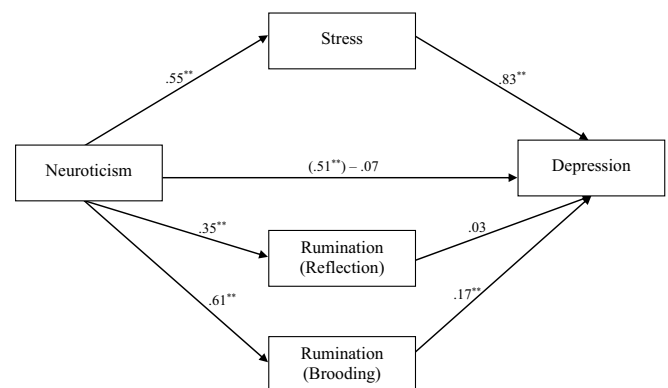 Stress
.55**
.83**
Neuroticism
(.51**) – .07
Depression
.35**
Rumination
(Reflection)
.03
.61**
.17**
Rumination
(Brooding)